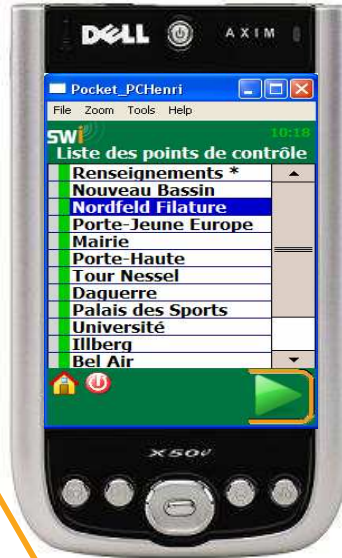 DELL AXIM
Pocket_PCHenri
File Zoom Tools Help
swi 10:18
Liste des points de contrôle
Renseignements *
Nouveau Bassin
Nordfeld Filature
Porte-Jeune Europe
Mairie
Porte-Haute
Tour Nessel
Daguerre
Palais des Sports
Université
Illberg
Bel Air
X50v